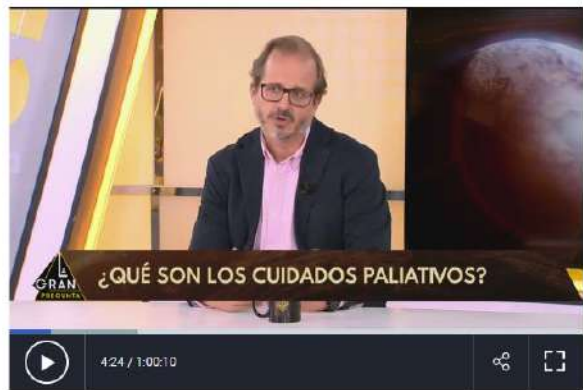 LA
GRAN
PREGUNTA
¿QUÉ SON LOS CUIDADOS PALIATIVOS?
4:24 / 1:00:10